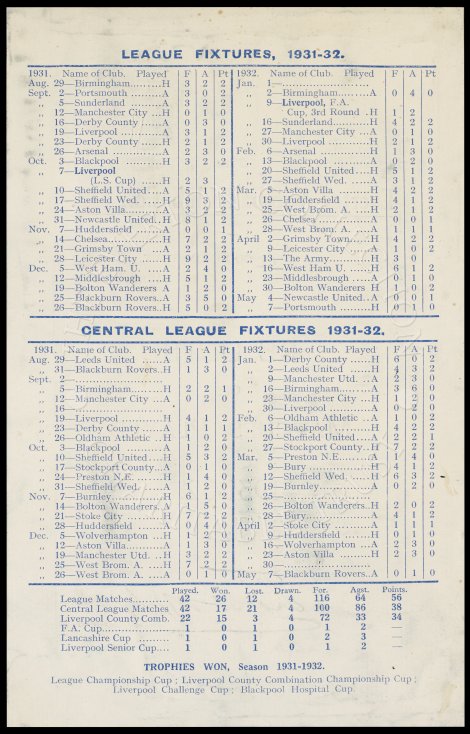 LEAGUE FIXTURES, 1931-32.
1931. Name of Club. Played F A Pt
Aug. 29—Birmingham........H 3 2 2
Sept. 2—Portsmouth ........A 3 0 2
„ 5—Sunderland ........A 3 2 2
„ 12—Manchester City ...H 0 1 0
„ 16—Derby County ......A 0 3 0
„ 19—Liverpool ..........A 3 1 2
„ 23—Derby County ......H 2 1 2
„ 26—Arsenal ............A 2 3 0
Oct. 3—Blackpool ..........H 3 2 2
„ 7—Liverpool
(L.S. Cup) ......H 2 3
„ 10—Sheffield United....A 5 1 2
„ 17—Sheffield Wed. .....H 9 3 2
„ 24—Aston Villa.........A 3 2 2
„ 31—Newcastle United..H 8 1 2
Nov. 7—Huddersfield ......A 0 0 1
„ 14—Chelsea............H 7 2 2
„ 21—Grimsby Town ....A 2 1 2
„ 28—Leicester City .....H 9 2 2
Dec. 5—West Ham. U. ......A 2 4 0
„ 12—Middlesbrough ....H 5 1 2
„ 19—Bolton Wanderers .A 1 2 0
„ 25—Blackburn Rovers..A 3 5 0
„ 26—Blackburn Rovers..H 5 0 2
1932. Name of Club. Played F A Pt
Jan. 1—
„ 2—Birmingham ......A 0 4 0
„ 9—Liverpool, F.A.
Cup, 3rd Round .H 1 2
„ 16—Sunderland........H 4 2 2
„ 27—Manchester City ...A 0 1 0
„ 30—Liverpool ..........H 2 1 2
Feb. 6—Arsenal ............H 1 3 0
„ 13—Blackpool ..........A 0 2 0
„ 20—Sheffield United ....H 5 1 2
„ 27—Sheffield Wed. .....A 3 1 2
Mar. 5—Aston Villa ........H 4 2 2
„ 19—Huddersfield ......H 4 1 2
„ 25—West Brom. A. ....H 2 1 2
„ 26—Chelsea ............A 0 0 1
„ 28—West Brom. A. ....A 1 1 1
April 2—Grimsby Town......H 4 2 2
„ 9—Leicester City ......A 1 0 2
„ 13—The Army..........H 3 0
„ 16—West Ham U. ......H 6 1 2
„ 23—Middlesbrough .....A 0 1 0
„ 30—Bolton Wanderers H 1 0 2
May 4—Newcastle United..A 0 0 1
„ 7—Portsmouth ........H 0 1 0
CENTRAL LEAGUE FIXTURES 1931-32.
1931. Name of Club. Played F A Pt
Aug. 29—Leeds United ......A 5 1 2
„ 31—Blackburn Rovers..H 1 3 0
Sept. 2—
„ 5—Birmingham........H 2 2 1
„ 12—Manchester City ...A 0 2 0
„ 16—
„ 19—Liverpool ..........H 4 1 2
„ 23—Derby County ......A 1 1 1
„ 26—Oldham Athletic ...H 1 0 2
Oct. 3—Blackpool ..........A 1 2 0
„ 10—Sheffield United ....H 5 3 2
„ 17—Stockport County...A 0 1 0
„ 24—Preston N.E. .......H 1 4 0
„ 31—Sheffield Wed. .....A 1 2 0
Nov. 7—Burnley............H 6 1 2
„ 14—Bolton Wanderers..A 1 5 0
„ 21—Stoke City ..........H 7 2 2
„ 28—Huddersfield ......A 0 4 0
Dec. 5—Wolverhampton ....H 1 2 0
„ 12—Aston Villa.........A 1 3 0
„ 19—Manchester Utd. ...H 3 2 2
„ 25—West Brom. A. ....H 7 2 2
„ 26—West Brom. A. ....A 0 1 0
1932. Name of Club. Played F A Pt
Jan. 1—Derby County ......H 6 0 2
„ 2—Leeds United ......H 4 3 2
„ 9—Manchester Utd. ...A 2 3 0
„ 16—Birmingham........A 3 6 0
„ 23—Manchester City ...H 1 2 0
„ 30—Liverpool ..........A 0 2 0
Feb. 6—Oldham Athletic ...A 1 0 2
„ 13—Blackpool ..........H 4 2 2
„ 20—Sheffield United....A 2 2 1
„ 27—Stockport County..H 7 2 2
Mar. 5—Preston N.E........A 1 4 0
„ 9—Bury ..............H 4 1 2
„ 12—Sheffield Wed. .....H 6 3 2
„ 19—Burnley............A 0 2 0
„ 25—
„ 26—Bolton Wanderers..H 2 0 2
„ 28—Bury...............A 4 1 2
April 2—Stoke City ..........A 1 1 1
„ 9—Huddersfield ......H 0 1 0
„ 16—Wolverhampton ...A 2 3 0
„ 23—Aston Villa ........H 2 3 0
„ 30—
May 7—Blackburn Rovers..A 0 1 0
Played. Won. Lost. Drawn. For. Agst. Points.
League Matches........... 42 26 12 4 116 64 56
Central League Matches 42 17 21 4 100 86 38
Liverpool County Comb. 22 15 3 4 72 33 34
F.A. Cup.................. 1 0 1 0 1 2 —
Lancashire Cup .......... 1 0 1 0 2 3 —
Liverpool Senior Cup..... 1 0 1 0 1 2 —
TROPHIES WON, Season 1931-1932.
League Championship Cup ; Liverpool County Combination Championship Cup ;
Liverpool Challenge Cup ; Blackpool Hospital Cup.